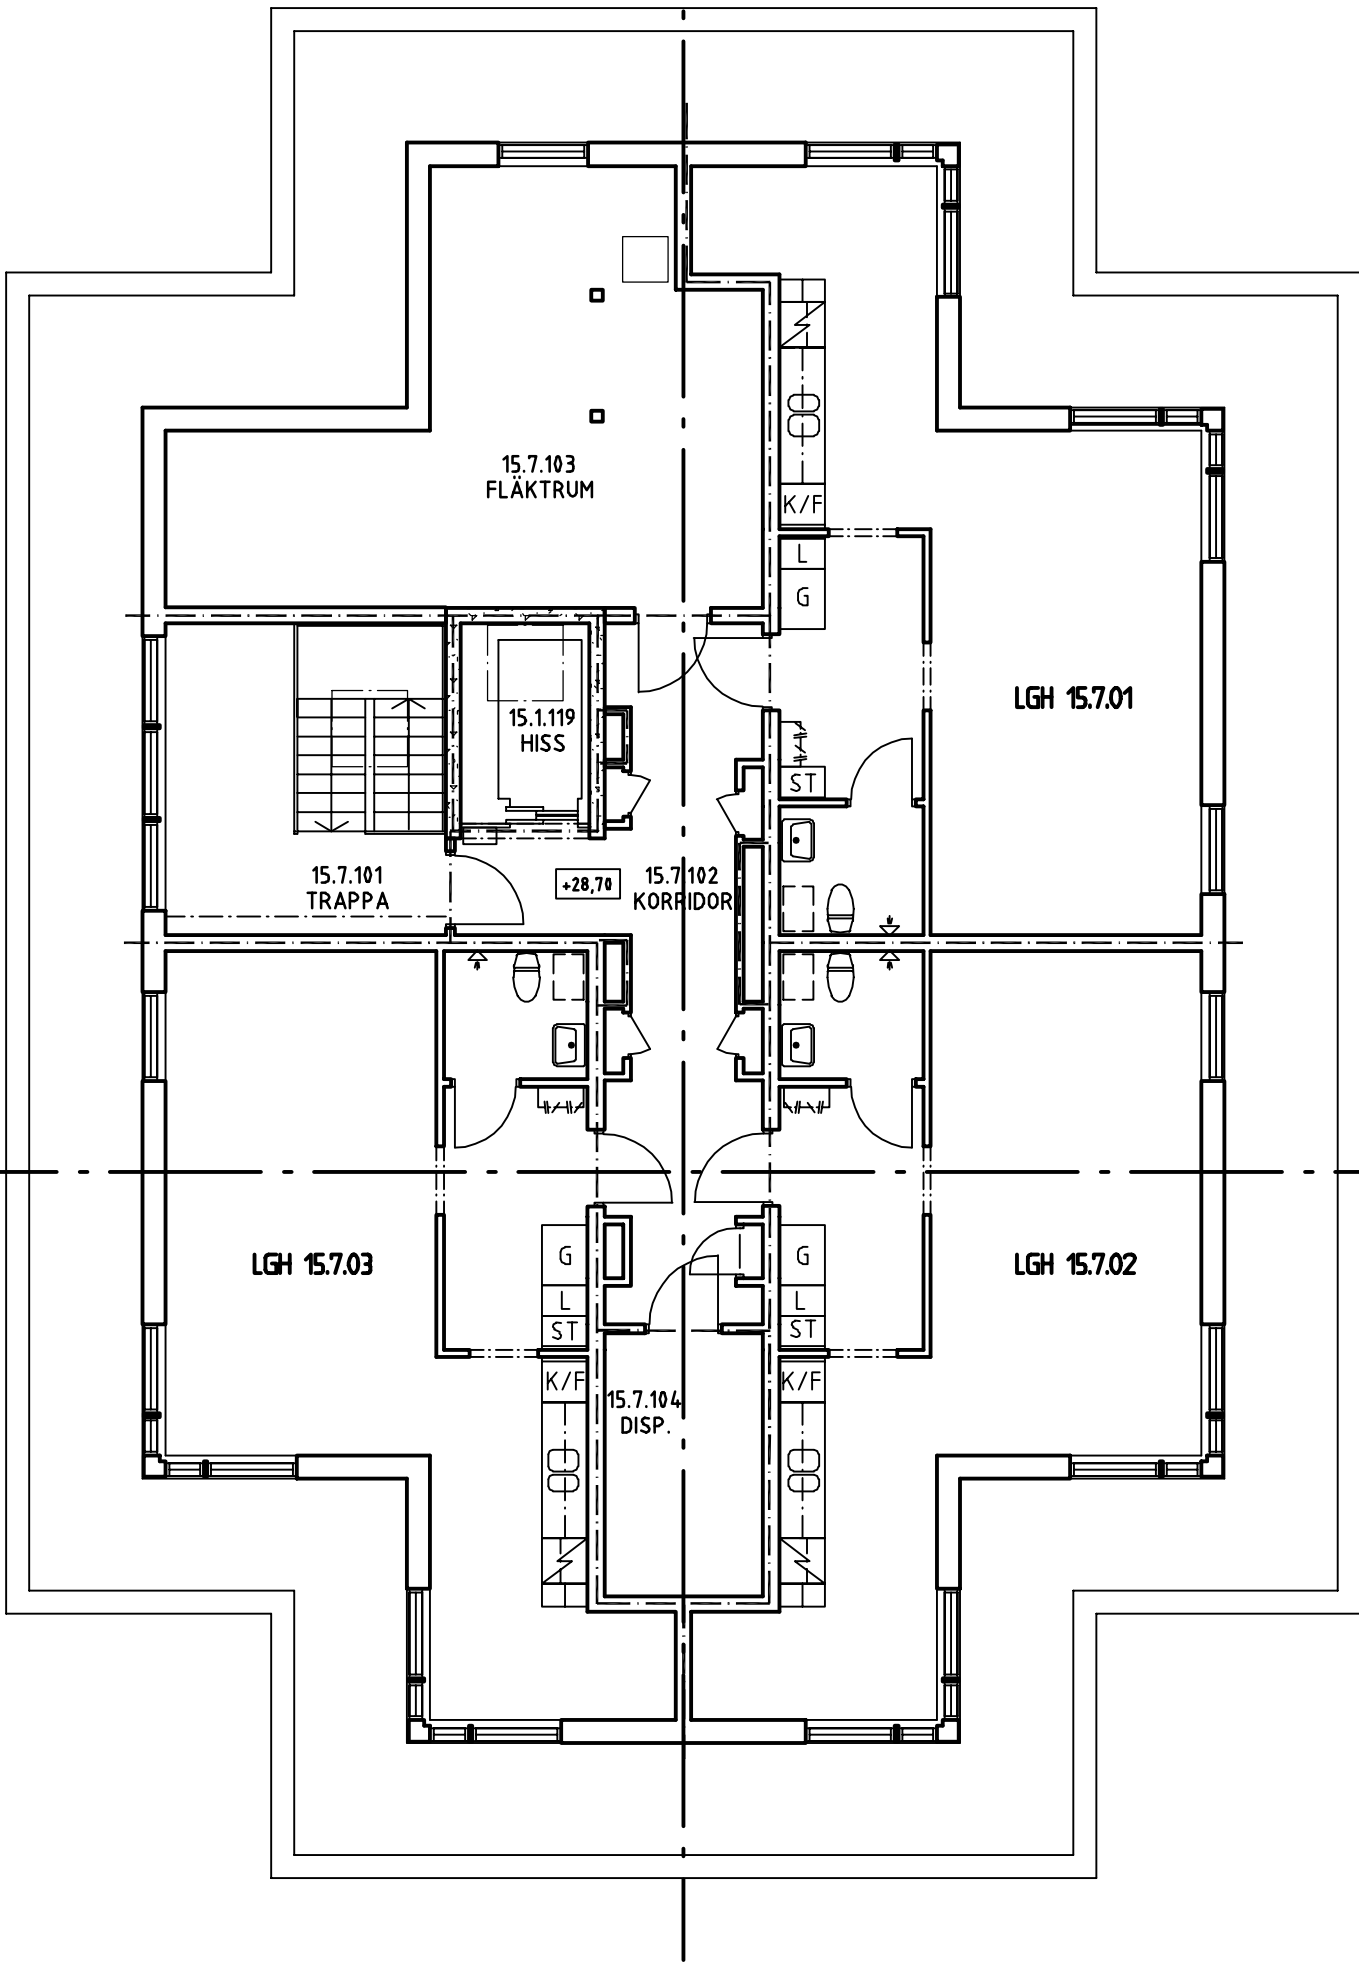 15.7.103
FLÄKTRUM
K/F
L
G
LGH 15.7.01
15.1.119
HISS
ST
15.7.101
TRAPPA
+28,70
15.7.102
KORRIDOR
LGH 15.7.03
G
L
ST
K/F
G
L
ST
K/F
LGH 15.7.02
15.7.104
DISP.